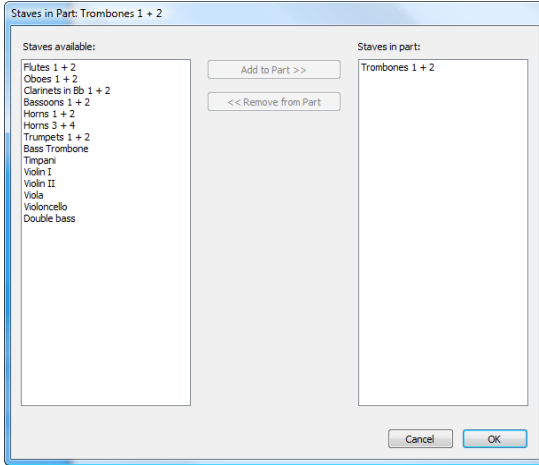 Staves in Part: Trombones 1 + 2
Staves available:
Flutes 1 + 2
Oboes 1 + 2
Clarinets in Bb 1 + 2
Bassoons 1 + 2
Horns 1 + 2
Horns 3 + 4
Trumpets 1 + 2
Bass Trombone
Timpani
Violin I
Violin II
Viola
Violoncello
Double bass
Add to Part >>
<< Remove from Part
Staves in part:
Trombones 1 + 2
Cancel
OK